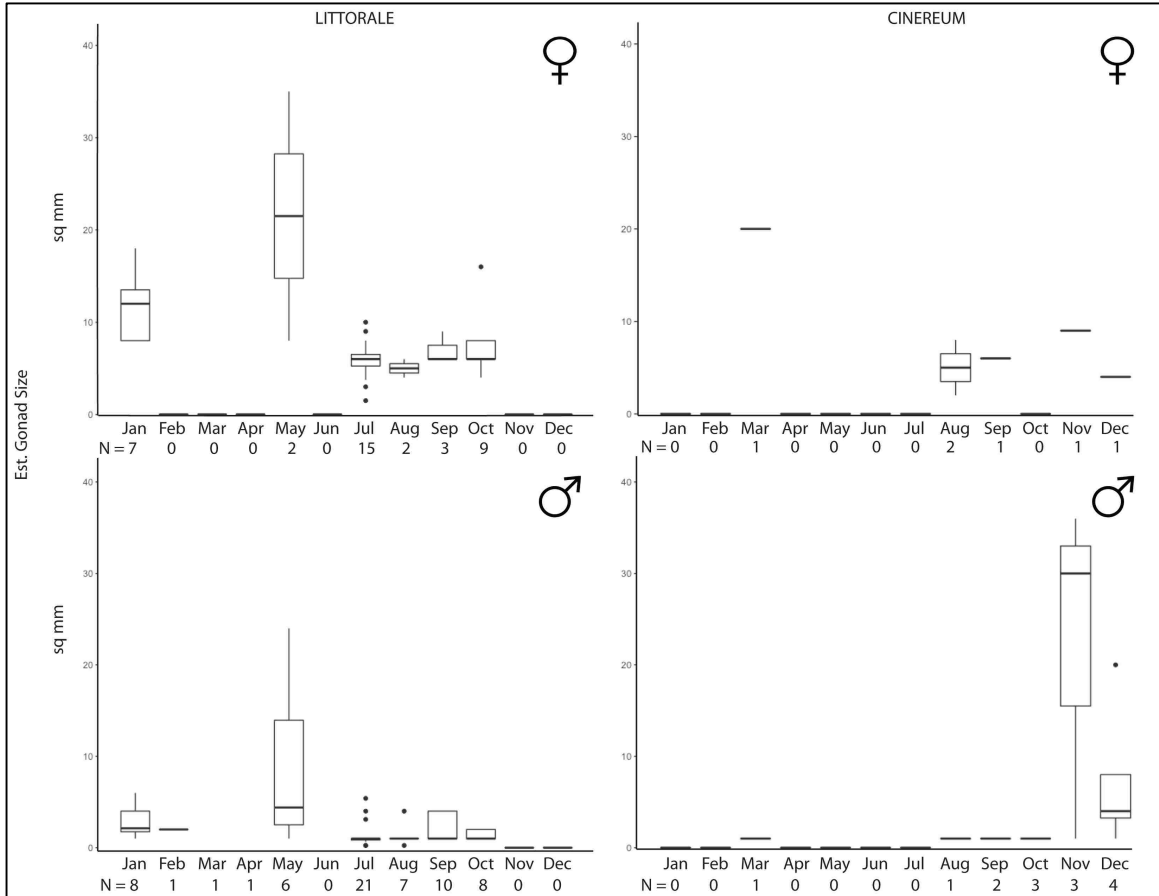 LITTORALE CINEREUM
♀ ♀
40 40
30 30
sq mm
20 20
10 10
0 0
Jan Feb Mar Apr May Jun Jul Aug Sep Oct Nov Dec Jan Feb Mar Apr May Jun Jul Aug Sep Oct Nov Dec
N = 7 0 0 0 2 0 15 2 3 9 0 0 N = 0 0 1 0 0 0 0 2 1 0 1 1
Est. Gonad Size
♂ ♂
40 40
30 30
sq mm
20 20
10 10
0 0
Jan Feb Mar Apr May Jun Jul Aug Sep Oct Nov Dec Jan Feb Mar Apr May Jun Jul Aug Sep Oct Nov Dec
N = 8 1 1 1 6 0 21 7 10 8 0 0 N = 0 0 1 0 0 0 0 1 2 3 3 4